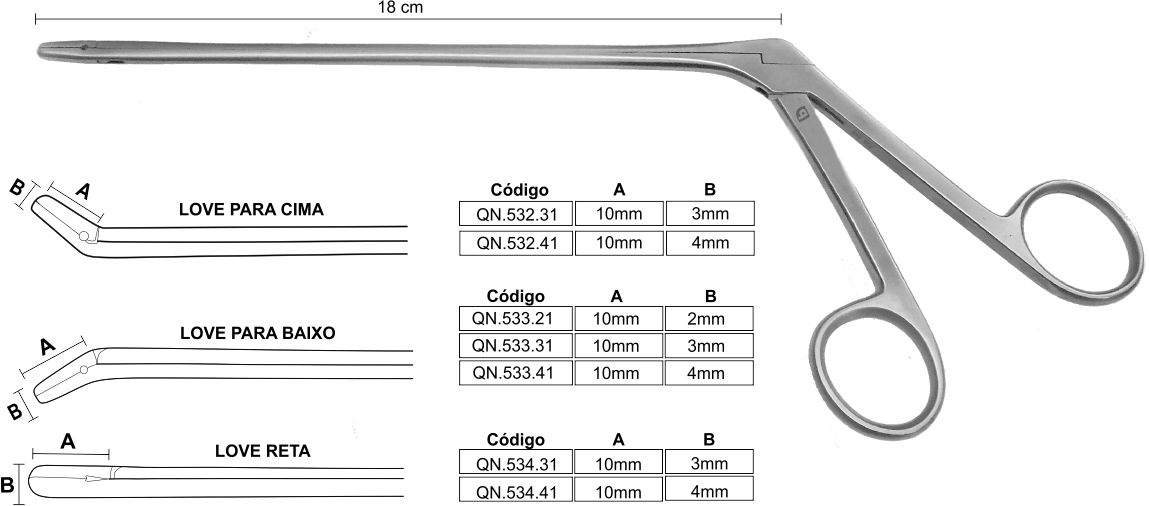 18 cm
B A
LOVE PARA CIMA
Código A B
QN.532.31 10mm 3mm
QN.532.41 10mm 4mm
A
B
LOVE PARA BAIXO
Código A B
QN.533.21 10mm 2mm
QN.533.31 10mm 3mm
QN.533.41 10mm 4mm
A
B
LOVE RETA
Código A B
QN.534.31 10mm 3mm
QN.534.41 10mm 4mm